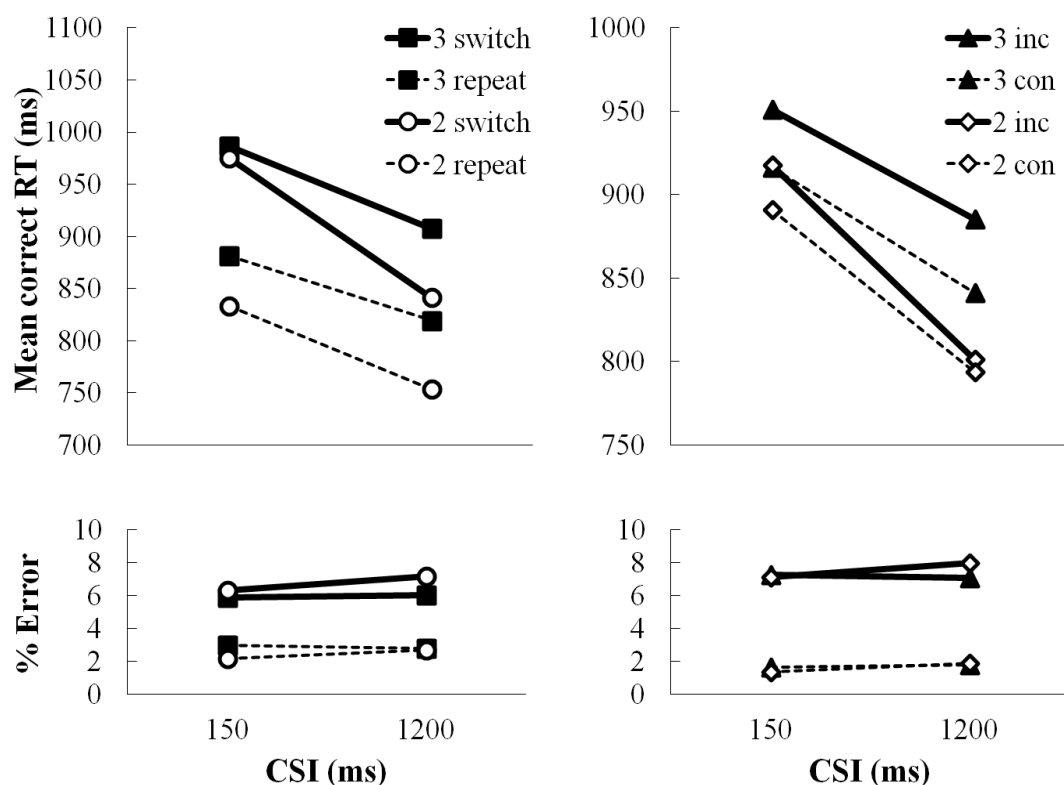 Mean correct RT (ms)
1100
1050
1000
950
900
850
800
750
700
3 switch
3 repeat
2 switch
2 repeat
1000
950
900
850
800
750
3 inc
3 con
2 inc
2 con
% Error
10
8
6
4
2
0
150 1200
CSI (ms)
10
8
6
4
2
0
150 1200
CSI (ms)